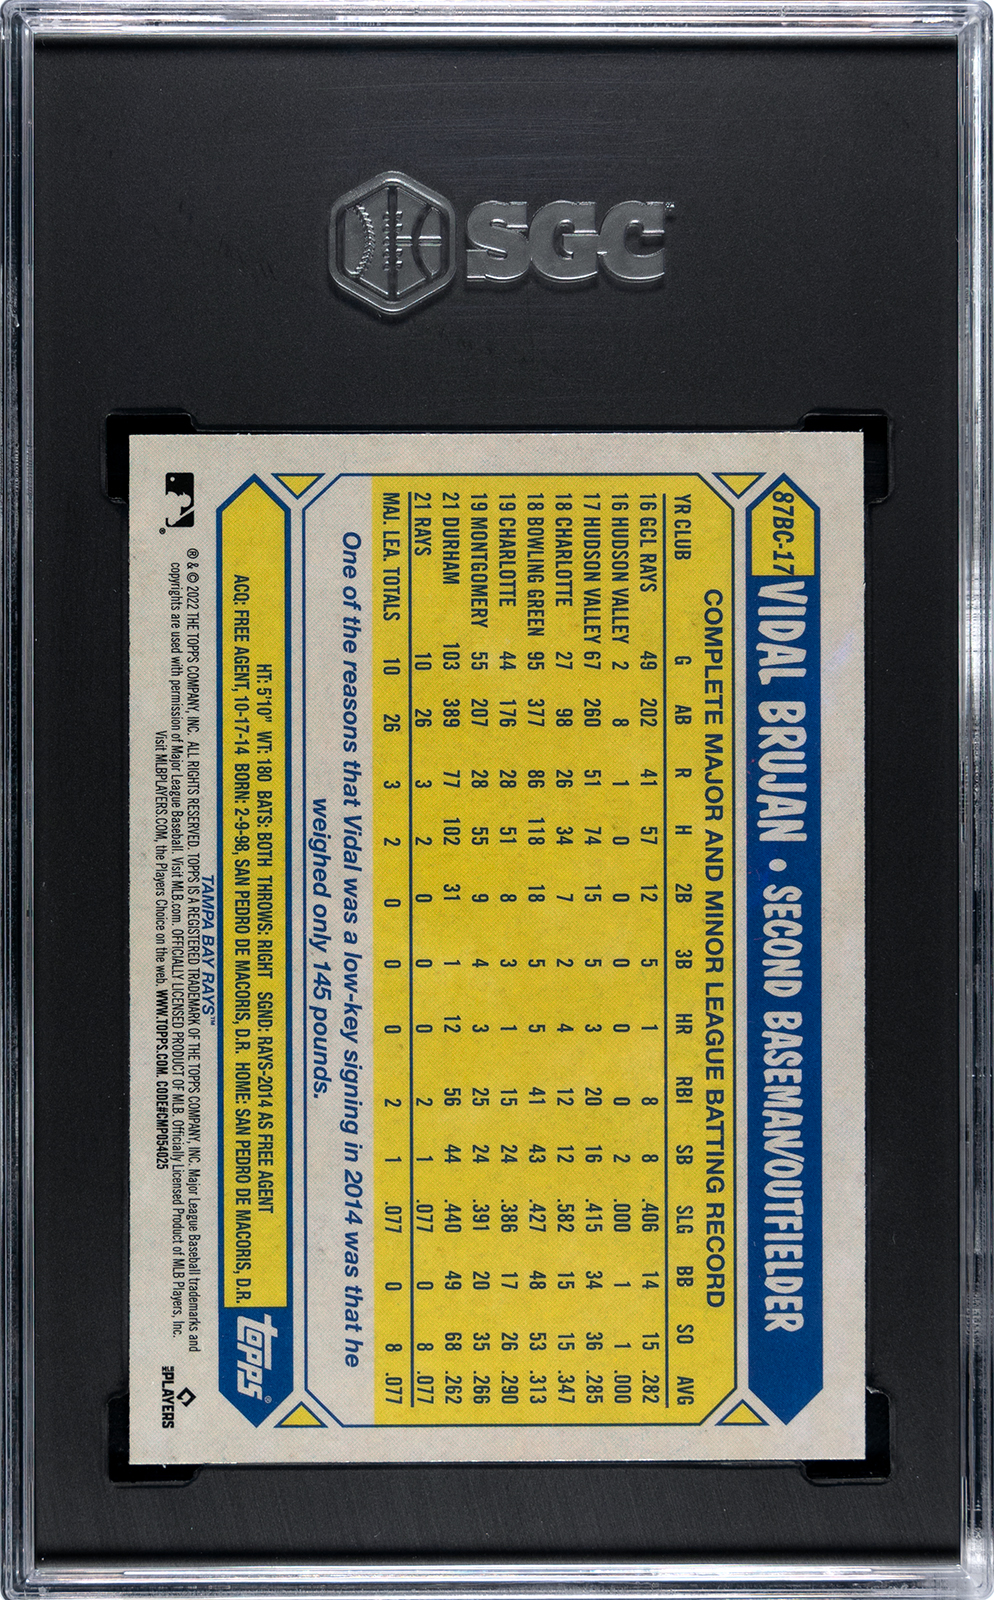 SGC
87BC-17 VIDAL BRUJAN • SECOND BASEMAN/OUTFIELDER
COMPLETE MAJOR AND MINOR LEAGUE BATTING RECORD
YR CLUB G AB R H 2B 3B HR RBI SB SLG BB SO AVG
16 GCL RAYS 49 202 41 57 12 5 1 8 8 .406 14 15 .282
16 HUDSON VALLEY 2 8 1 0 0 0 0 0 2 .000 1 1 .000
17 HUDSON VALLEY 67 260 51 74 15 5 3 20 16 .415 34 36 .285
18 CHARLOTTE 27 98 26 34 7 2 4 12 12 .582 15 15 .347
18 BOWLING GREEN 95 377 86 118 18 5 5 41 43 .427 48 53 .313
19 CHARLOTTE 44 176 28 51 8 3 1 15 24 .386 17 26 .290
19 MONTGOMERY 55 207 28 55 9 4 3 25 24 .391 20 35 .266
21 DURHAM 103 389 77 102 31 1 12 56 44 .440 49 68 .262
21 RAYS 10 26 3 2 0 0 0 2 1 .077 0 8 .077
MAJ. LEA. TOTALS 10 26 3 2 0 0 0 2 1 .077 0 8 .077
One of the reasons that Vidal was a low-key signing in 2014 was that he
weighed only 145 pounds.
HT: 5'10" WT: 180 BATS: BOTH THROWS: RIGHT SGND: RAYS-2014 AS FREE AGENT
ACQ: FREE AGENT, 10-17-14 BORN: 2-9-98, SAN PEDRO DE MACORIS, D.R. HOME: SAN PEDRO DE MACORIS, D.R.
topps®
TAMPA BAY RAYS™
® & © 2022 THE TOPPS COMPANY, INC. ALL RIGHTS RESERVED. TOPPS IS A REGISTERED TRADEMARK OF THE TOPPS COMPANY, INC. Major League Baseball trademarks and
copyrights are used with permission of Major League Baseball. Visit MLB.com. OFFICIALLY LICENSED PRODUCT OF MLB. Officially Licensed Product of MLB Players, Inc.
Visit MLBPLAYERS.COM, the Players Choice on the web. WWW.TOPPS.COM. CODE#CMP054025
MLB PLAYERS